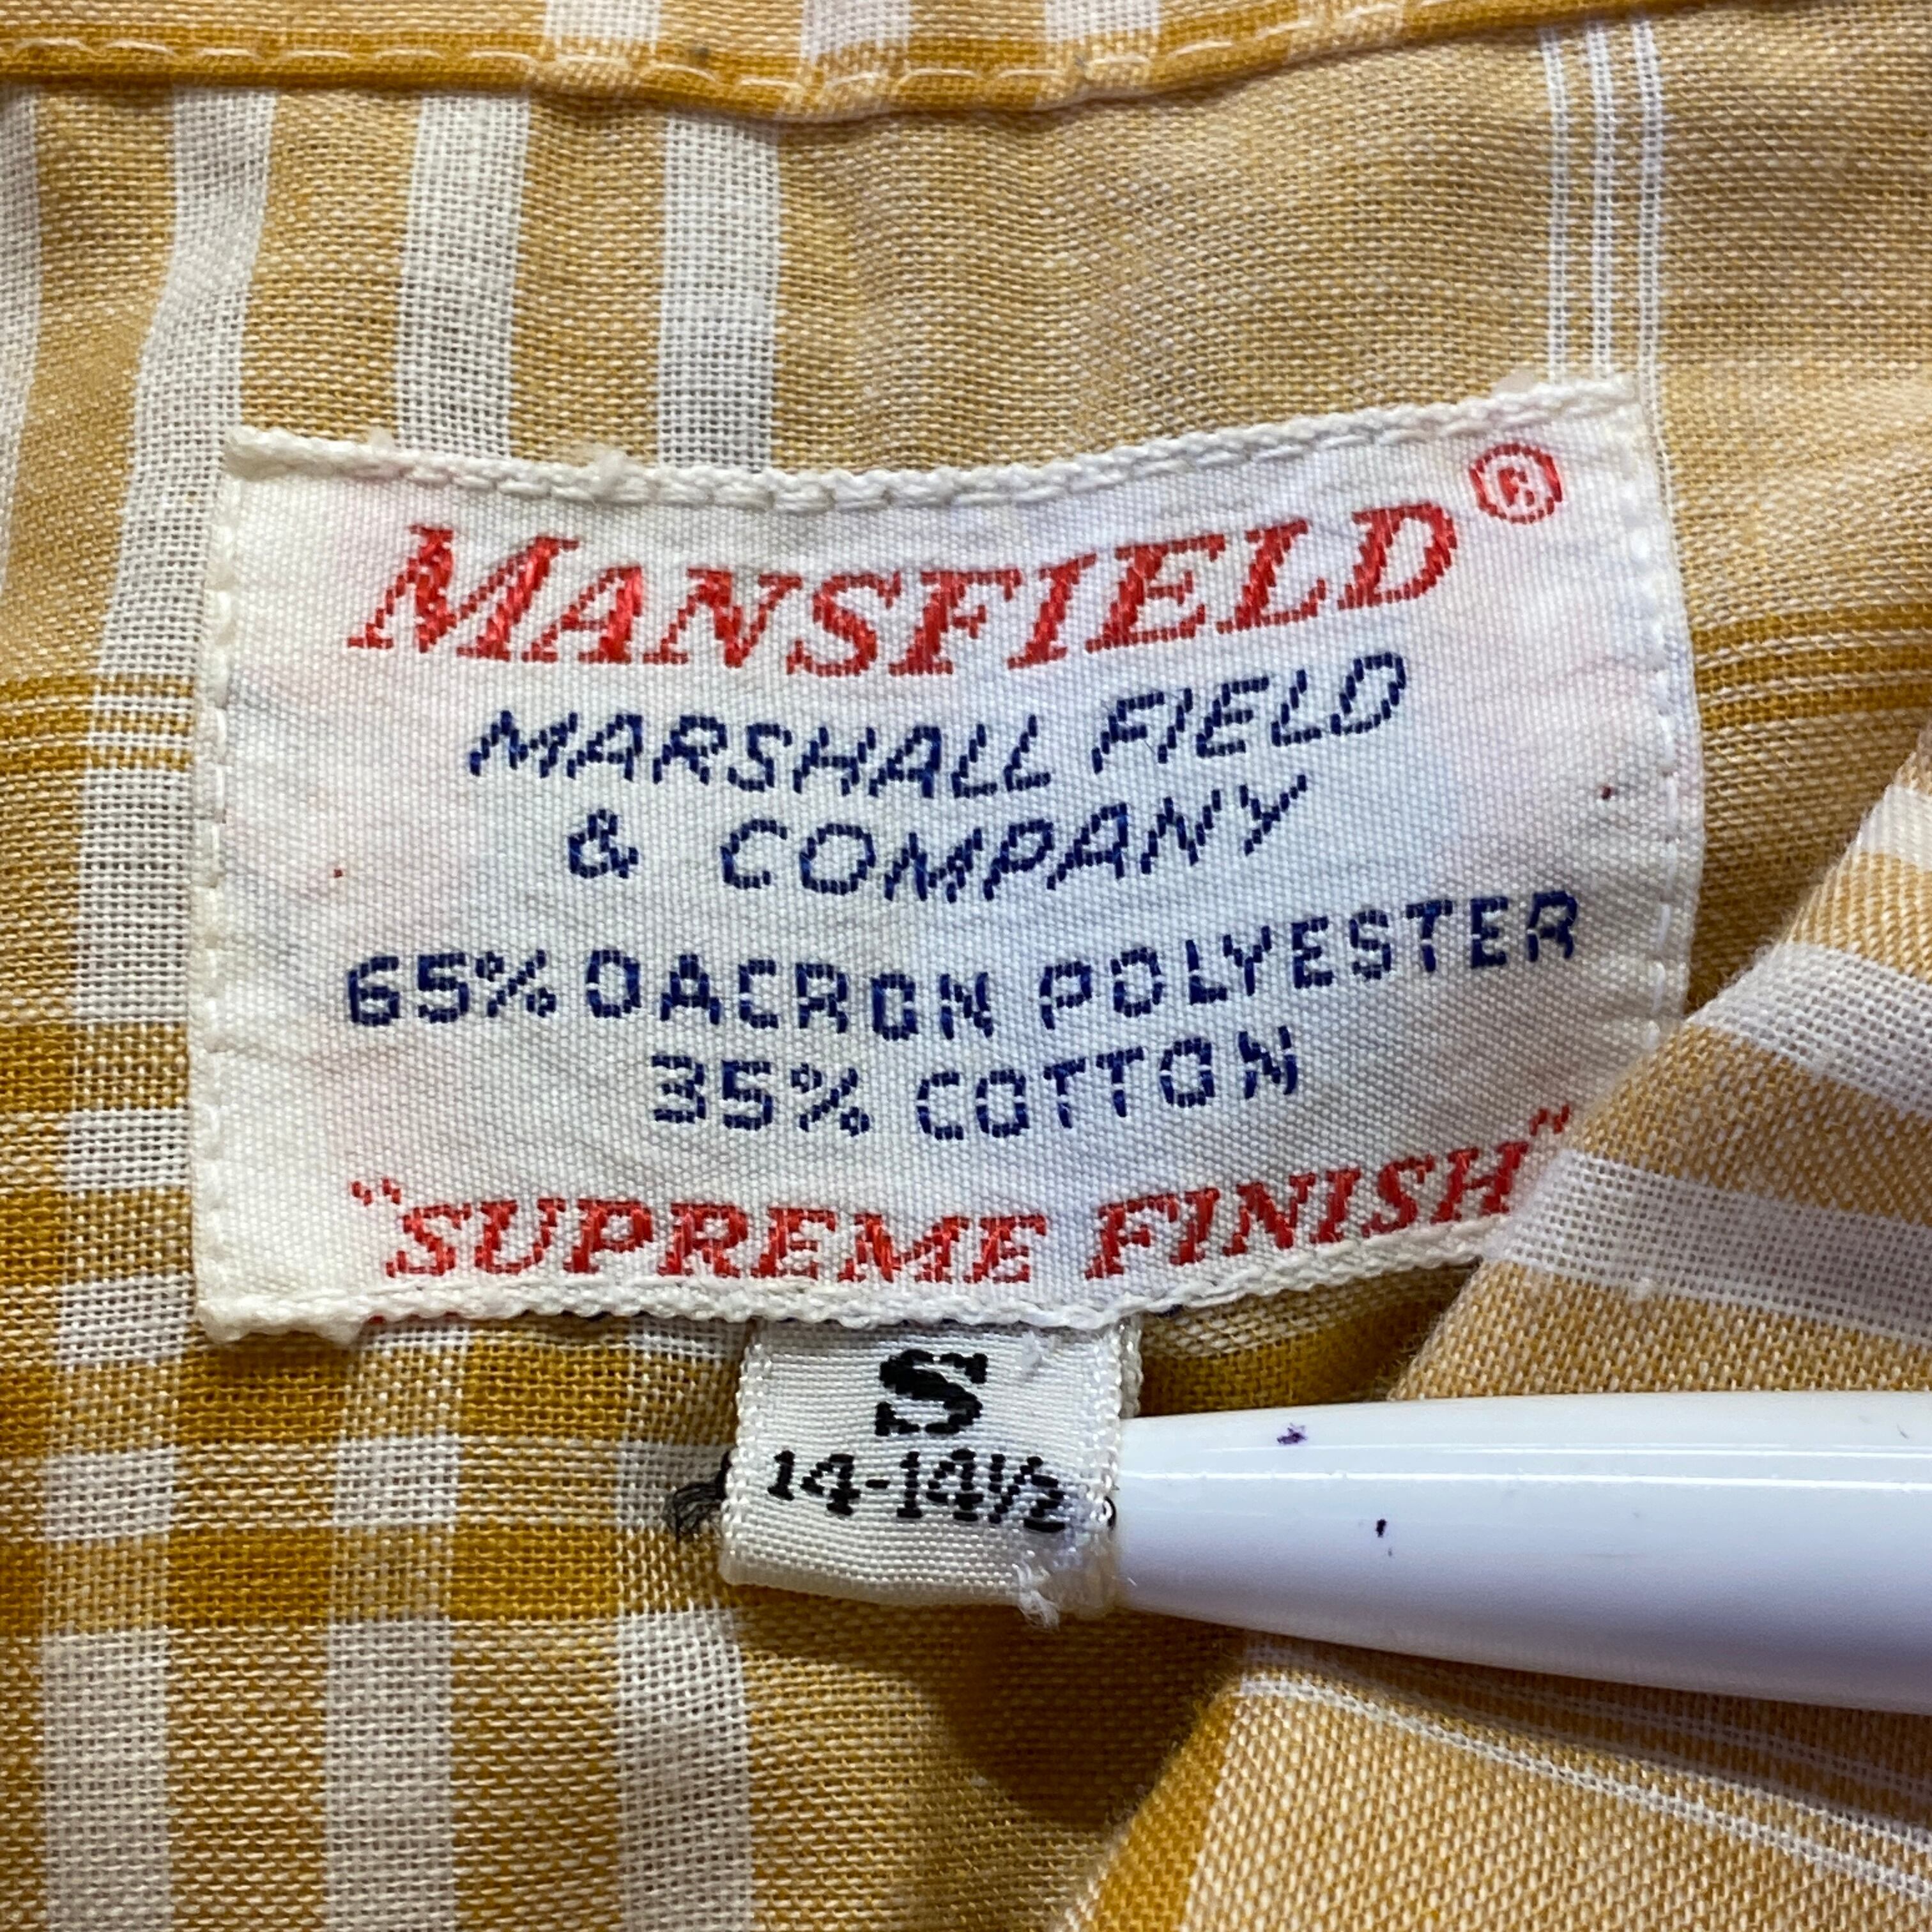 MANSFIELD®
MARSHALL FIELD
& COMPANY
65% DACRON POLYESTER
35% COTTON
"SUPREME FINISH"
S
14-14½